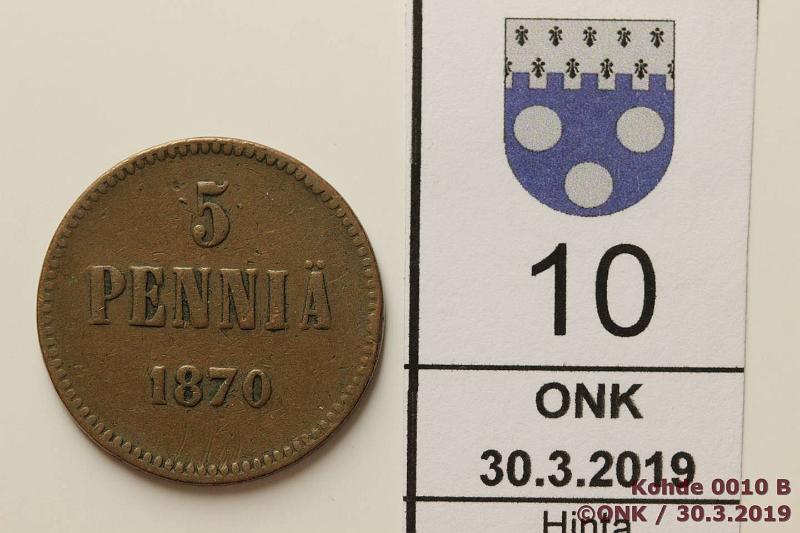 5
PENNIÄ
1870
10
ONK
30.3.2019
Hinta
Kohde 0010 B
©ONK / 30.3.2019